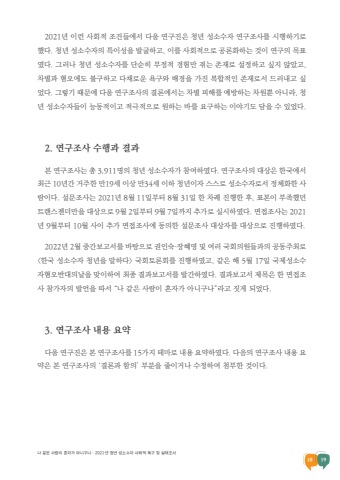 2021년 이런 사회적 조건들에서 다움 연구진은 청년 성소수자 연구조사를 시행하기로
했다. 청년 성소수자의 특이성을 발굴하고, 이를 사회적으로 공론화하는 것이 연구의 목표
였다. 그러나 청년 성소수자를 단순히 부정적 경험만 겪는 존재로 설정하고 싶지 않았고,
차별과 혐오에도 불구하고 다채로운 욕구와 배경을 가진 복합적인 존재로서 드러내고 싶
었다. 그렇기 때문에 다움 연구조사의 결론에서는 차별 피해를 예방하는 차원뿐 아니라, 청
년 성소수자들이 능동적이고 적극적으로 원하는 바를 요구하는 이야기도 담을 수 있었다.
2. 연구조사 수행과 결과
본 연구조사는 총 3,911명의 청년 성소수자가 참여하였다. 연구조사의 대상은 한국에서
최근 10년간 거주한 만19세 이상 만34세 이하 청년이자 스스로 성소수자로서 정체화한 사
람이다. 설문조사는 2021년 8월 11일부터 8월 31일 한 차례 진행한 후, 표본이 부족했던
트랜스젠더만을 대상으로 9월 2일부터 9월 7일까지 추가로 실시하였다. 면접조사는 2021
년 9월부터 10월 사이 추가 면접조사에 동의한 설문조사 대상자를 대상으로 진행하였다.
2022년 2월 중간보고서를 바탕으로 권인숙·장혜영 및 여러 국회의원들과의 공동주최로
〈한국 성소수자 청년을 말하다〉 국회토론회를 진행하였고, 같은 해 5월 17일 국제성소수
자혐오반대의날을 맞이하여 최종 결과보고서를 발간하였다. 결과보고서 제목은 한 면접조
사 참가자의 발언을 따서 “나 같은 사람이 혼자가 아니구나”라고 짓게 되었다.
3. 연구조사 내용 요약
다움 연구진은 본 연구조사를 15가지 테마로 내용 요약하였다. 다음의 연구조사 내용 요
약은 본 연구조사의 ‘결론과 함의’ 부분을 줄이거나 수정하여 첨부한 것이다.
나 같은 사람이 혼자가 아니구나 - 2021년 청년 성소수자 사회적 욕구 및 실태조사